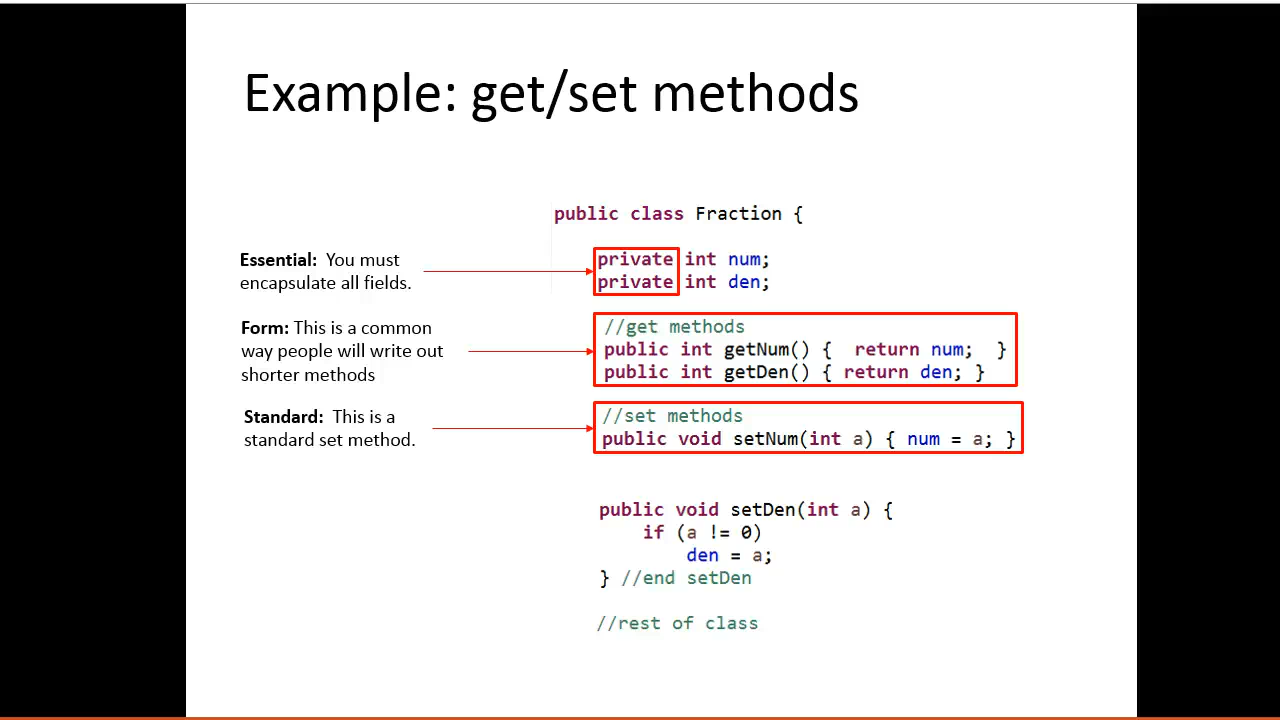 Example: get/set methods
public class Fraction {
Essential: You must
encapsulate all fields.
private int num;
private int den;
Form: This is a common
way people will write out
shorter methods
//get methods
public int getNum() {  return num;  }
public int getDen() { return den; }
Standard: This is a
standard set method.
//set methods
public void setNum(int a) { num = a; }
public void setDen(int a) {
    if (a != 0)
        den = a;
} //end setDen
//rest of class